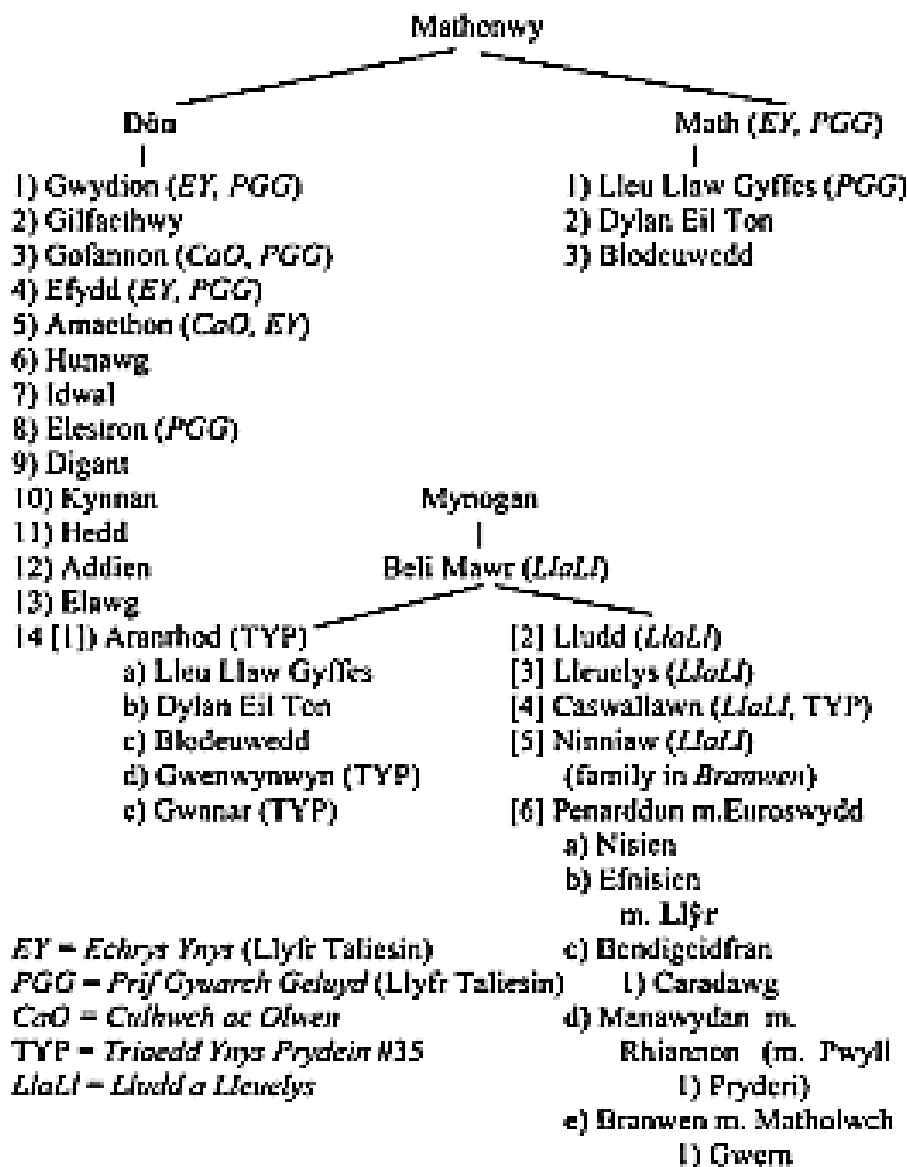 Mathonwy
Dôn
1) Gwydion (EY, PGG)
2) Gilfaethwy
3) Gofannon (CaO, PGG)
4) Efydd (EY, PGG)
5) Amaethon (CaO, EY)
6) Hunawg
7) Idwal
8) Elestron (PGG)
9) Digant
10) Kynnan
11) Hedd
12) Addien
13) Elawg
14 [1]) Aranrhod (TYP)
a) Lleu Llaw Gyffes
b) Dylan Eil Ton
c) Blodeuwedd
d) Gwenwynwyn (TYP)
e) Gwnnar (TYP)
Math (EY, PGG)
1) Lleu Llaw Gyffes (PGG)
2) Dylan Eil Ton
3) Blodeuwedd
Mynogan
Beli Mawr (LlaLl)
[2] Lludd (LlaLl)
[3] Lleuelys (LlaLl)
[4] Caswallawn (LlaLl, TYP)
[5] Ninniaw (LlaLl)
(family in Branwen)
[6] Penarddun m.Euroswydd
a) Nisien
b) Efnisien
m. Llŷr
c) Bendigeidfran
1) Caradawg
d) Manawydan m.
Rhiannon (m. Pwyll
1) Pryderi)
e) Branwen m. Matholwch
1) Gwern
EY = Echrys Ynys (Llyfr Taliesin)
PGG = Prif Gyuarch Geluyd (Llyfr Taliesin)
CaO = Culhwch ac Olwen
TYP = Trioedd Ynys Prydein #35
LlaLl = Lludd a Lleuelys